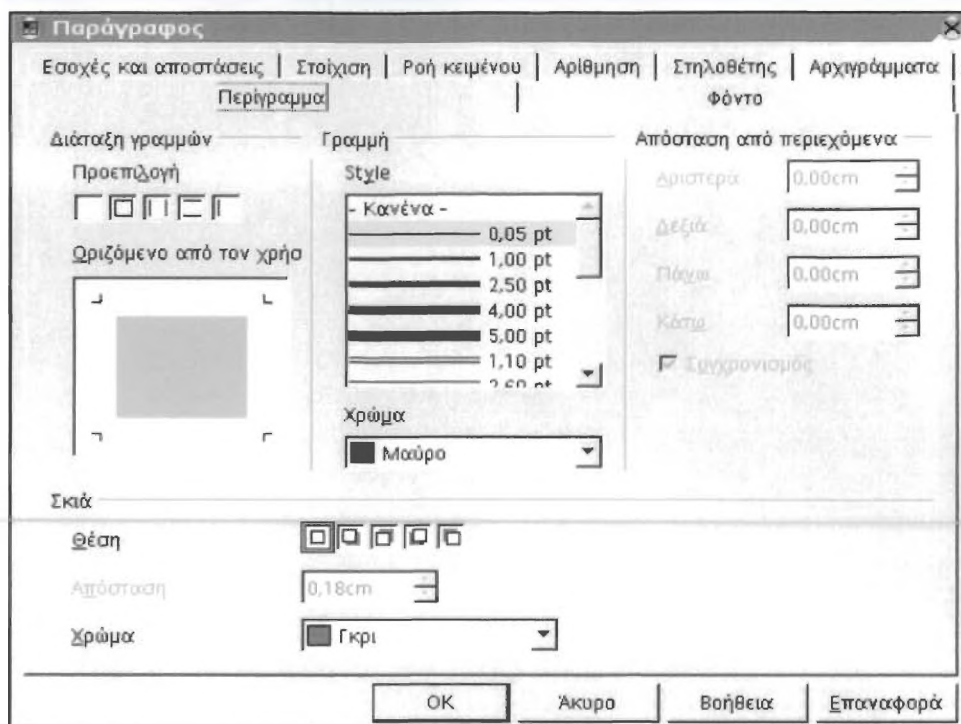 Παράγραφος
Εσοχές και αποστάσεις Στοίχιση Ροή κειμένου Αρίθμηση Στηλοθέτης Αρχιγράμματα
Περίγραμμα Φόντο
Διάταξη γραμμών
Προεπιλογή
Οριζόμενο από τον χρήσ
Γραμμή
Style
- Κανένα -
0,05 pt
1,00 pt
2,50 pt
4,00 pt
5,00 pt
1,10 pt
2,60 pt
Χρώμα
Μαύρο
Απόσταση από περιεχόμενα
Αριστερά 0,00cm
Δεξιά 0,00cm
Πάνω 0,00cm
Κάτω 0,00cm
Συγχρονισμός
Σκιά
Θέση
Απόσταση 0,18cm
Χρώμα Γκρι
OK Άκυρο Βοήθεια Επαναφορά